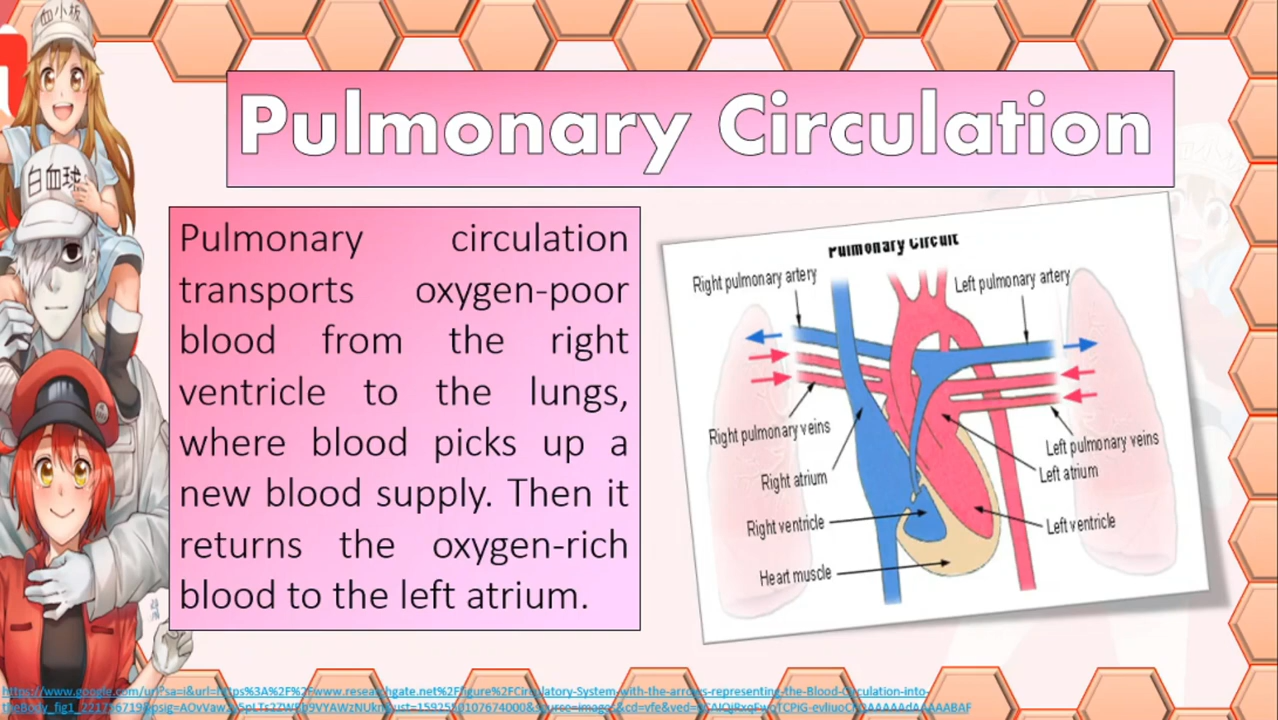 血小板
白血球
Pulmonary Circulation
Pulmonary circulation
transports oxygen-poor
blood from the right
ventricle to the lungs,
where blood picks up a
new blood supply. Then it
returns the oxygen-rich
blood to the left atrium.
Pulmonary Circuit
Right pulmonary artery
Left pulmonary artery
Right pulmonary veins
Left pulmonary veins
Right atrium
Left atrium
Right ventricle
Left ventricle
Heart muscle